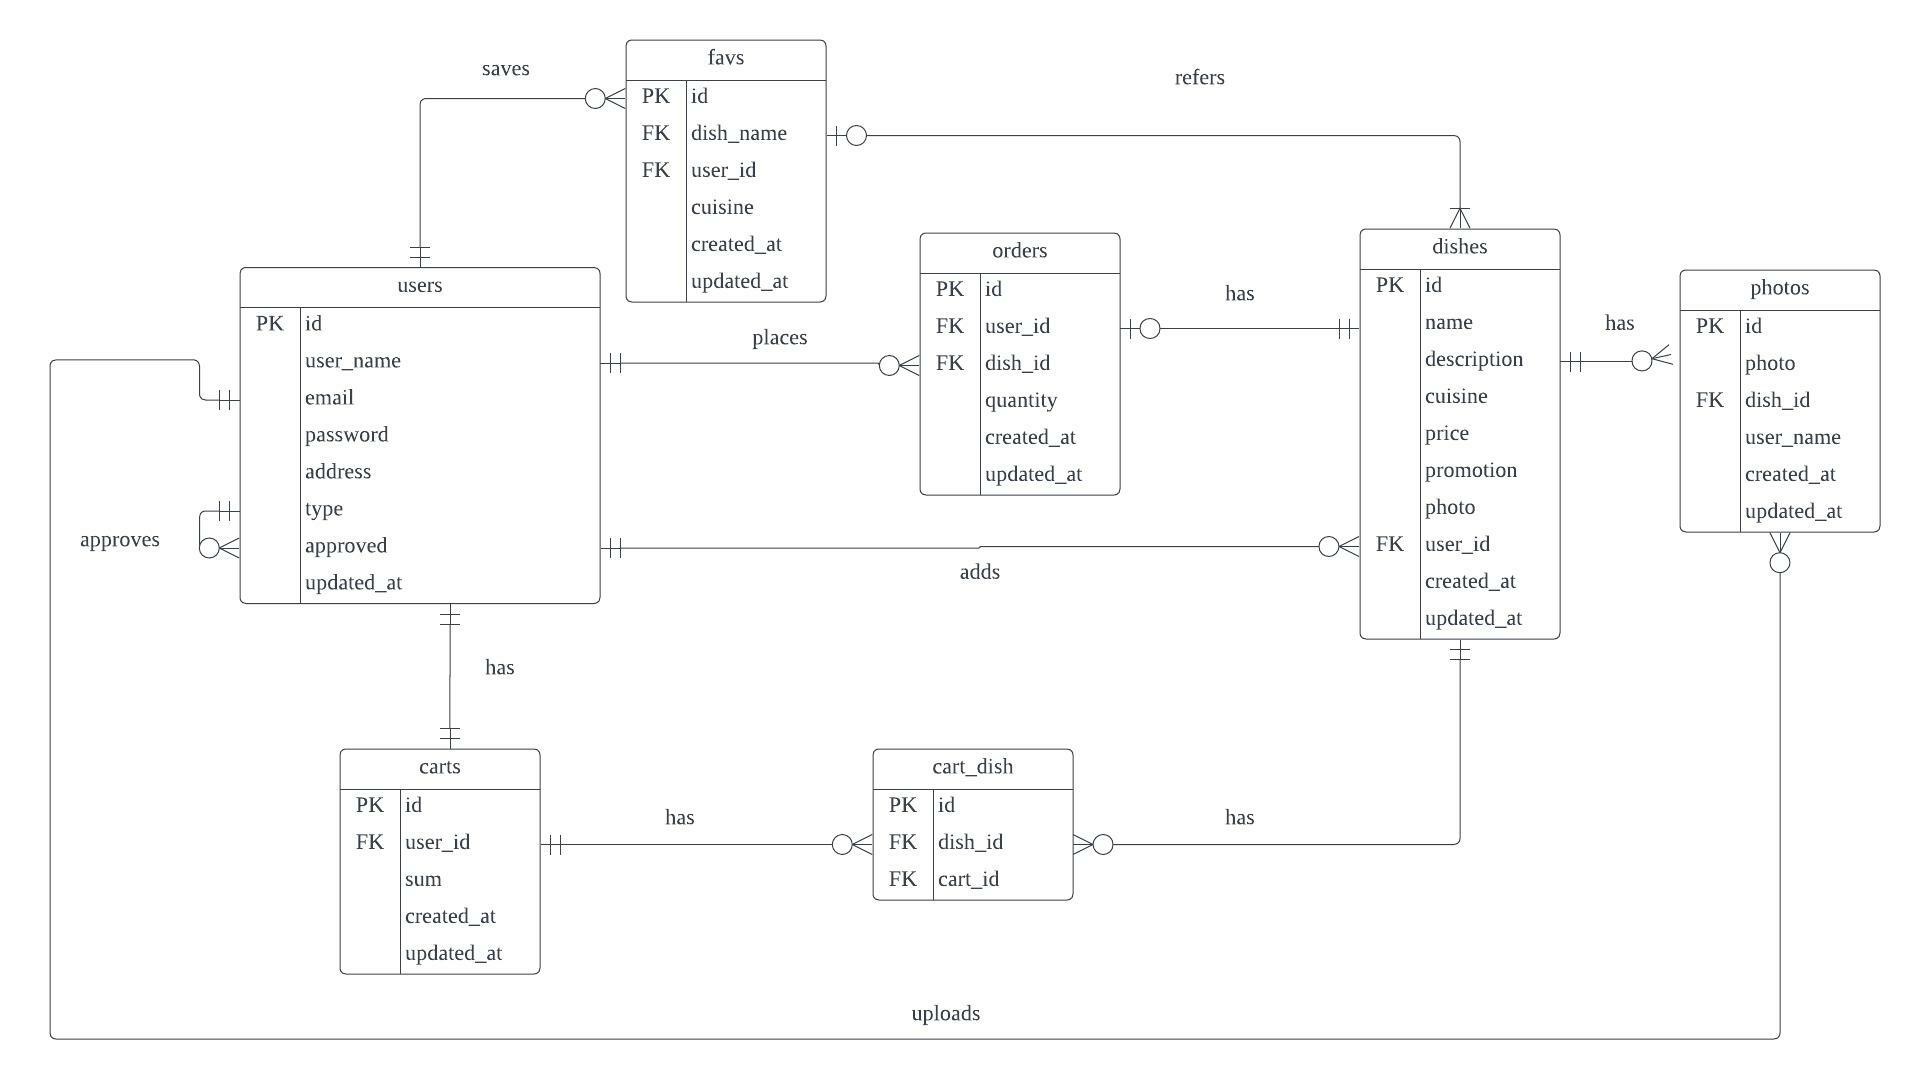 saves
favs
PK id
FK dish_name
FK user_id
cuisine
created_at
updated_at
refers
users
PK id
user_name
email
password
address
type
approved
updated_at
approves
places
orders
PK id
FK user_id
FK dish_id
quantity
created_at
updated_at
has
dishes
PK id
name
description
cuisine
price
promotion
photo
FK user_id
created_at
updated_at
has
photos
PK id
photo
FK dish_id
user_name
created_at
updated_at
adds
has
carts
PK id
FK user_id
sum
created_at
updated_at
has
cart_dish
PK id
FK dish_id
FK cart_id
has
uploads